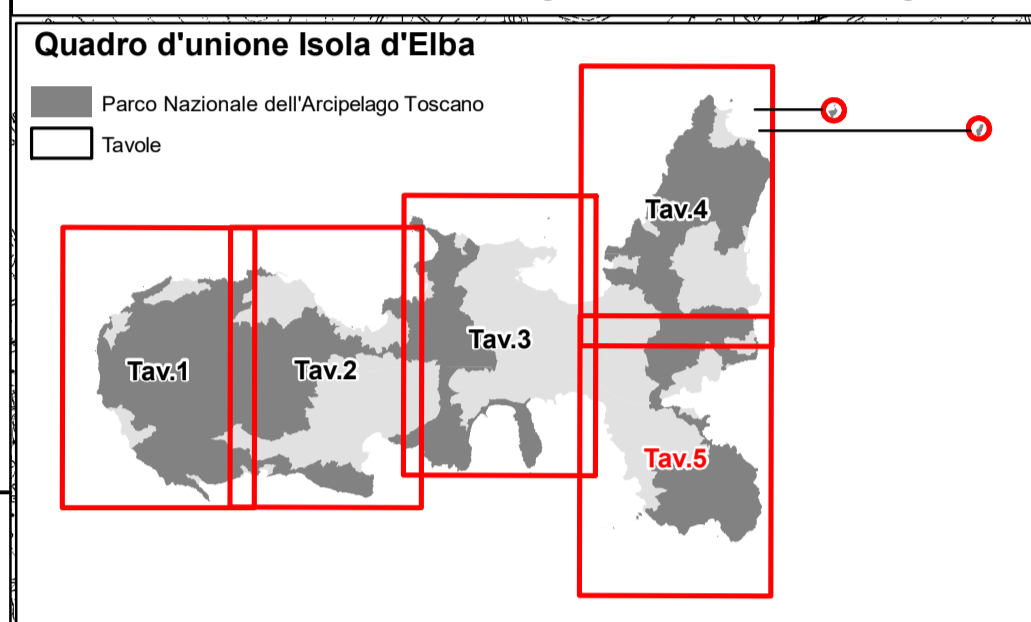 Quadro d'unione Isola d'Elba
Parco Nazionale dell'Arcipelago Toscano
Tavole
Tav.4
Tav.3
Tav.1
Tav.2
Tav.5